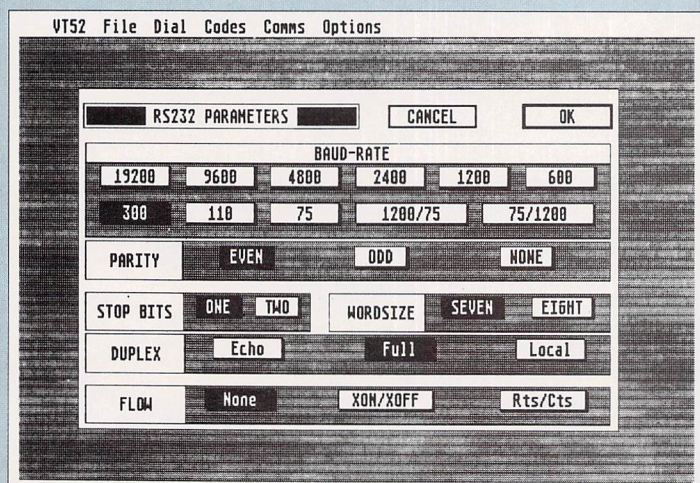 VT52 File Dial Codes Comms Options
RS232 PARAMETERS CANCEL OK
BAUD-RATE
19200 9600 4800 2400 1200 600
300 110 75 1200/75 75/1200
PARITY EVEN ODD NONE
STOP BITS ONE TWO WORDSIZE SEVEN EIGHT
DUPLEX Echo Full Local
FLOW None XON/XOFF Rts/Cts